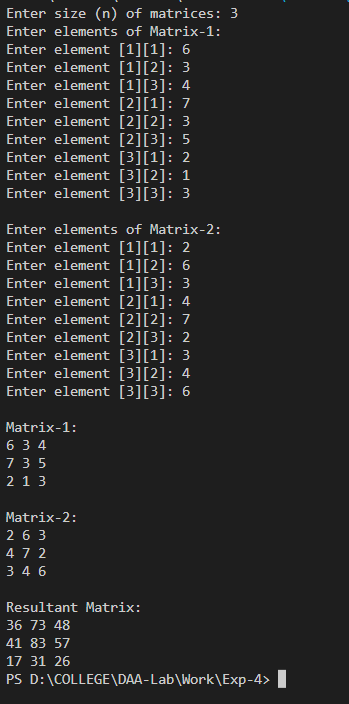 Enter size (n) of matrices: 3
Enter elements of Matrix-1:
Enter element [1][1]: 6
Enter element [1][2]: 3
Enter element [1][3]: 4
Enter element [2][1]: 7
Enter element [2][2]: 3
Enter element [2][3]: 5
Enter element [3][1]: 2
Enter element [3][2]: 1
Enter element [3][3]: 3
Enter elements of Matrix-2:
Enter element [1][1]: 2
Enter element [1][2]: 6
Enter element [1][3]: 3
Enter element [2][1]: 4
Enter element [2][2]: 7
Enter element [2][3]: 2
Enter element [3][1]: 3
Enter element [3][2]: 4
Enter element [3][3]: 6
Matrix-1:
6 3 4
7 3 5
2 1 3
Matrix-2:
2 6 3
4 7 2
3 4 6
Resultant Matrix:
36 73 48
41 83 57
17 31 26
PS D:\COLLEGE\DAA-Lab\Work\Exp-4>